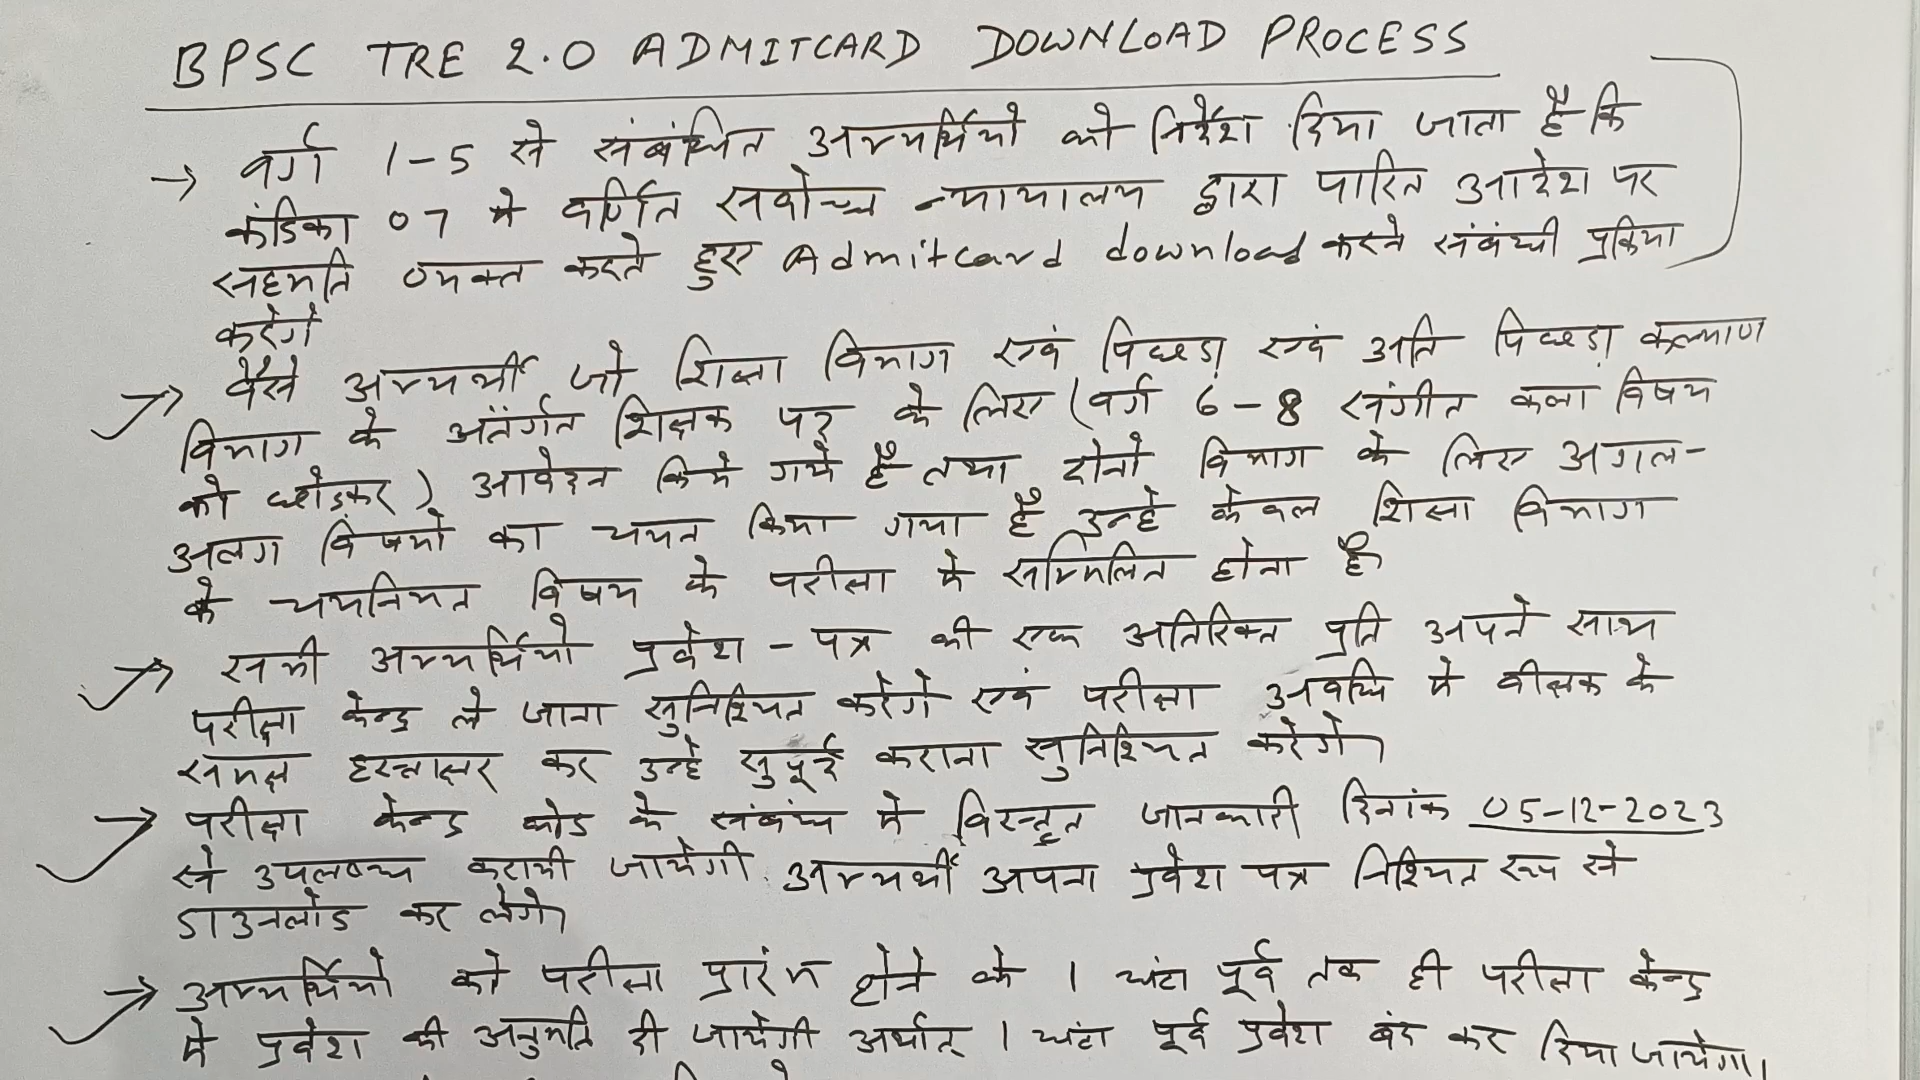 BPSC TRE 2.0 ADMITCARD DOWNLOAD PROCESS
→ वर्ग 1-5 से संबंधित अभ्यर्थियो को निर्देश दिया जाता है कि
कंडिका 07 मे वर्णित सर्वोच्च न्यायालय द्वारा पारित आदेश पर
सहमति व्यक्त करते हुए Admitcard download करने संबंधी प्रक्रिया
करेगे
→ वैसे अभ्यर्थी जो शिक्षा विभाग एवं पिछडा़ एवं अति पिछडा़ कल्याण
विभाग के अंर्तगत शिक्षक पद के लिए (वर्ग 6-8 संगीत कला विषय
को छोडकर) आवेदन किये गये है तथा दोनो विभाग के लिए अगल-
अलग विषयो का चयन किया गया है उन्हे केवल शिक्षा विभाग
के चयनियत विषय के परीक्षा मे सम्मिलित होना है
→ सभी अभ्यर्थियो प्रवेश-पत्र की एक अतिरिक्त प्रति अपने साथ
परीक्षा केन्द्र ले जाना सुनिश्चित करेगे एवं परीक्षा अवधि मे वीक्षक के
समक्ष हस्ताक्षर कर उन्हे सुपूर्द कराना सुनिश्चित करेगे।
→ परीक्षा केन्द्र कोड के संबंध मे विस्तृत जानकारी दिनांक 05-12-2023
से उपलब्ध करायी जायेगी. अभ्यर्थी अपना प्रवेश पत्र निश्चित रूप से
डाउनलोड कर लेगे।
→ अभ्यर्थियो को परीक्षा प्रारंभ होने के 1 घंटा पूर्व तक ही परीक्षा केन्द्र
मे प्रवेश की अनुमति दी जायेगी अर्थात् 1 घंटा पूर्व प्रवेश बंद कर दिया जायेगा।